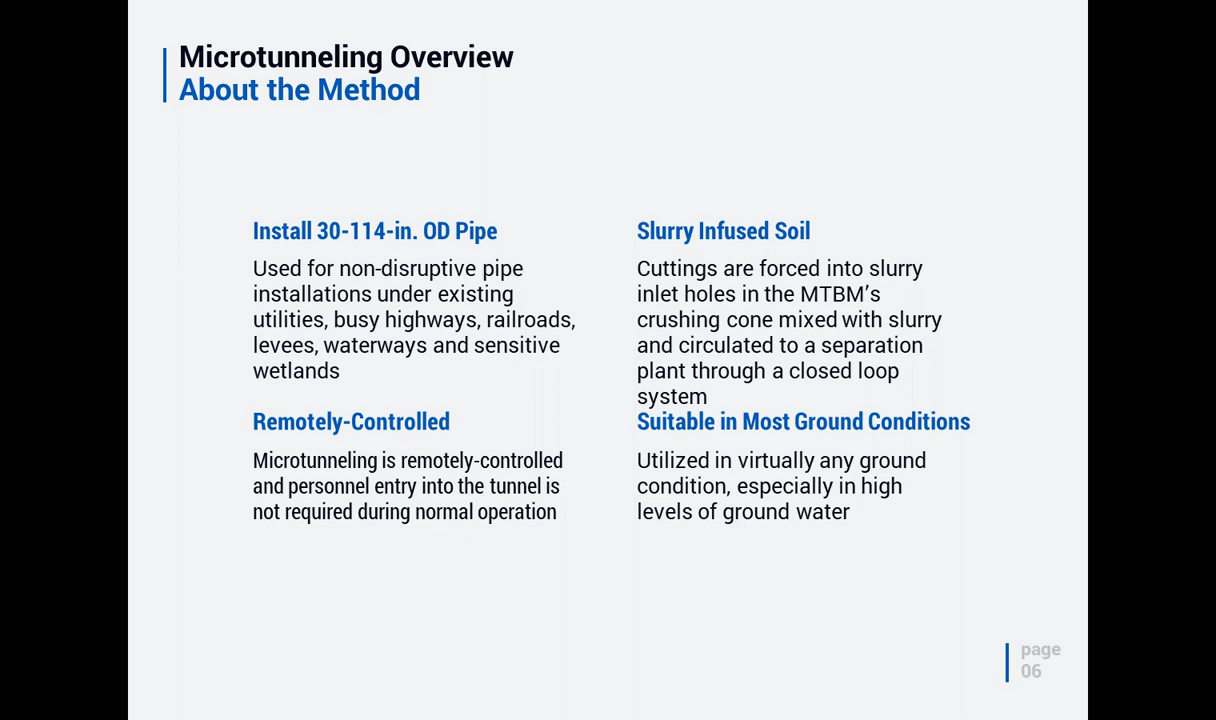 Microtunneling Overview
About the Method
Install 30-114-in. OD Pipe
Used for non-disruptive pipe
installations under existing
utilities, busy highways, railroads,
levees, waterways and sensitive
wetlands
Slurry Infused Soil
Cuttings are forced into slurry
inlet holes in the MTBM’s
crushing cone mixed with slurry
and circulated to a separation
plant through a closed loop
system
Remotely-Controlled
Microtunneling is remotely-controlled
and personnel entry into the tunnel is
not required during normal operation
Suitable in Most Ground Conditions
Utilized in virtually any ground
condition, especially in high
levels of ground water
page
06